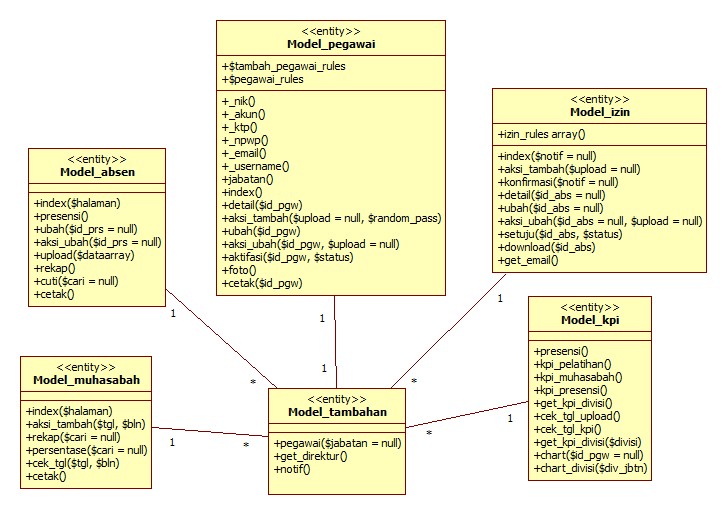 <<entity>>
Model_pegawai
+$tambah_pegawai_rules
+$pegawai_rules
+_nik()
+_akun()
+_ktp()
+_npwp()
+_email()
+_username()
+jabatan()
+index()
+detail($id_pgw)
+aksi_tambah($upload = null, $random_pass)
+ubah($id_pgw)
+aksi_ubah($id_pgw, $upload = null)
+aktifasi($id_pgw, $status)
+foto()
+cetak($id_pgw)
<<entity>>
Model_izin
+izin_rules array()
+index($notif = null)
+aksi_tambah($upload = null)
+konfirmasi($notif = null)
+detail($id_abs = null)
+ubah($id_abs = null)
+aksi_ubah($id_abs = null, $upload = null)
+setuju($id_abs, $status)
+download($id_abs)
+get_email()
<<entity>>
Model_absen
+index($halaman)
+presensi()
+ubah($id_prs = null)
+aksi_ubah($id_prs = null)
+upload($dataarray)
+rekap()
+cuti($cari = null)
+cetak()
1
1
1
<<entity>>
Model_kpi
+presensi()
+kpi_pelatihan()
+kpi_muhasabah()
+kpi_presensi()
+get_kpi_divisi()
+cek_tgl_upload()
+cek_tgl_kpi()
+get_kpi_divisi($divisi)
+chart($id_pgw = null)
+chart_divisi($div_jbtn)
<<entity>>
Model_muhasabah
+index($halaman)
+aksi_tambah($tgl, $bln)
+rekap($cari = null)
+persentase($cari = null)
+cek_tgl($tgl, $bln)
+cetak()
*
1
*
<<entity>>
Model_tambahan
+pegawai($jabatan = null)
+get_direktur()
+notif()
1
*
*
1